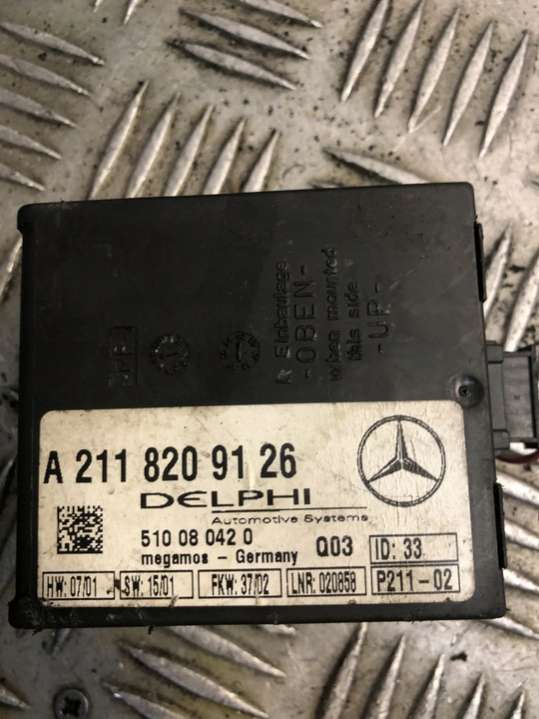 R Einbaulage
-OBEN-
when mounted
this side
-UP-
A 211 820 91 26
DELPHI
Automotive Systems
510 08 042 0
megamos - Germany
Q03
ID: 33
HW: 07/01
SW: 15/01
FKW: 37/02
LNR: 020858
P211-02